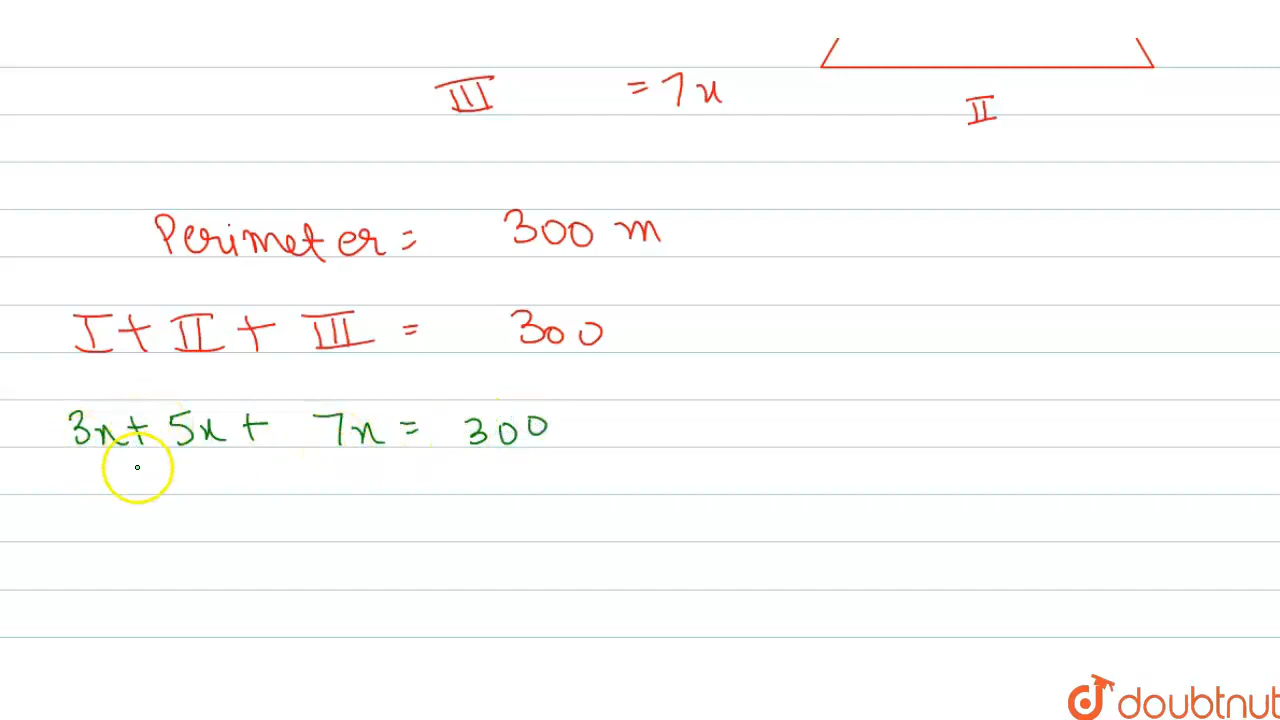 III = 7x
II
Perimeter = 300 m
I + II + III = 300
3x + 5x + 7x = 300
doubtnut